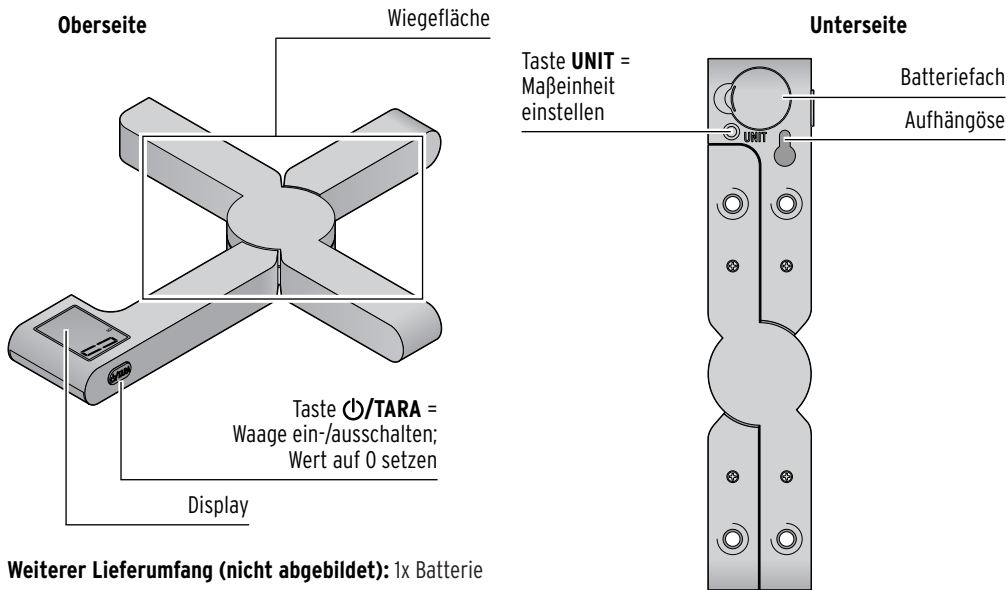 Oberseite
Wiegefläche
Taste ⏻/TARA =
Waage ein-/ausschalten;
Wert auf 0 setzen
Display
Weiterer Lieferumfang (nicht abgebildet): 1x Batterie
Unterseite
Taste UNIT =
Maßeinheit
einstellen
Batteriefach
Aufhängöse
UNIT
⏻/TARA